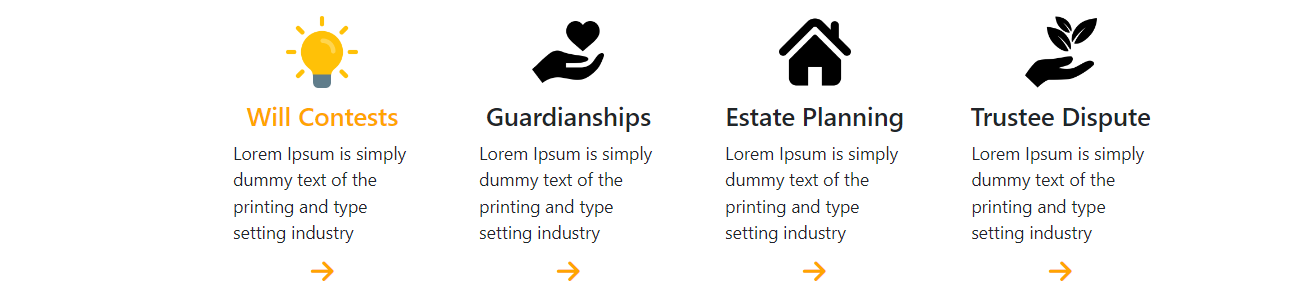 Will Contests
Lorem Ipsum is simply
dummy text of the
printing and type
setting industry
Guardianships
Lorem Ipsum is simply
dummy text of the
printing and type
setting industry
Estate Planning
Lorem Ipsum is simply
dummy text of the
printing and type
setting industry
Trustee Dispute
Lorem Ipsum is simply
dummy text of the
printing and type
setting industry